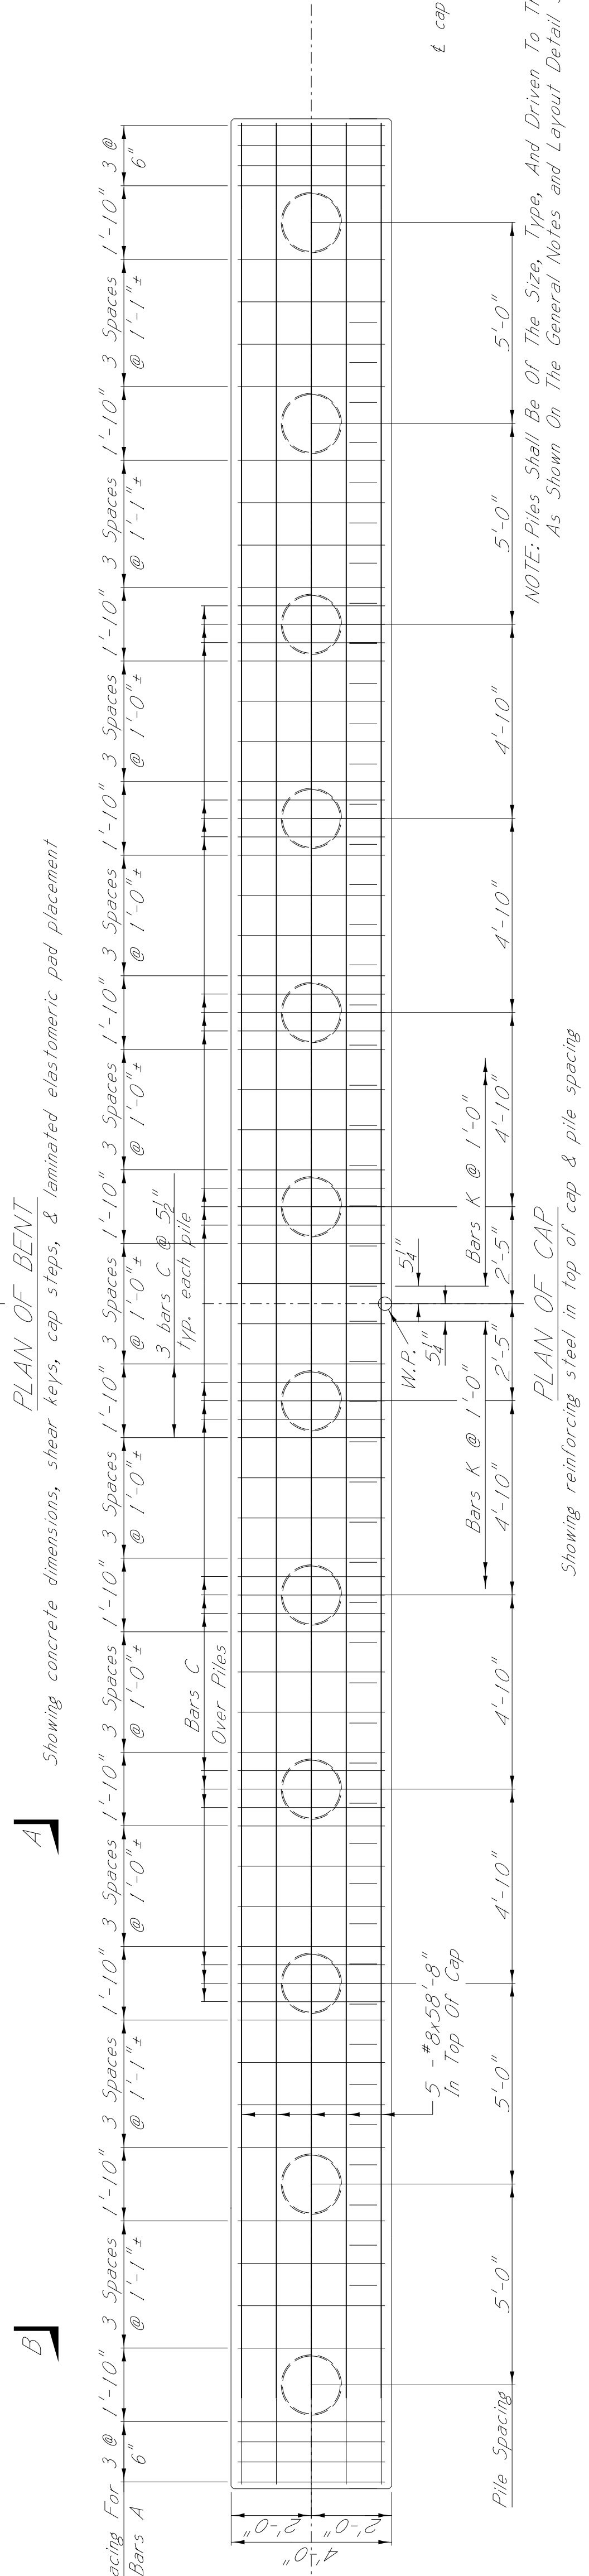 PLAN OF BENT
Showing concrete dimensions, shear keys, cap steps, & laminated elastomeric pad placement
B
A
acing For 3 @ 1'-10" 3 Spaces 1'-10" 3 Spaces 1'-10" 3 Spaces 1'-10" 3 Spaces 1'-10" 3 Spaces 1'-10" 3 Spaces 1'-10" 3 Spaces 1'-10" 3 Spaces 1'-10" 3 Spaces 1'-10" 3 Spaces 1'-10" 3 Spaces 1'-10" 3 @
Bars A 6" @ 1'-1"± @ 1'-1"± @ 1'-0"± @ 1'-0"± @ 1'-0"± @ 1'-0"± @ 1'-0"± @ 1'-0"± @ 1'-0"± @ 1'-1"± @ 1'-1"± 6"
3 bars C @ 5½"
typ. each pile
Bars C
Over Piles
2'-0"
2'-0"
4'-0"
W.P.
5¼"
5¼"
5 -#8x58'-8"
In Top Of Cap
Bars K @ 1'-0"
Bars K @ 1'-0"
Pile Spacing 5'-0" 5'-0" 4'-10" 4'-10" 4'-10" 2'-5" 2'-5" 4'-10" 4'-10" 4'-10" 5'-0" 5'-0"
℄ cap
PLAN OF CAP
Showing reinforcing steel in top of cap & pile spacing
NOTE: Piles Shall Be Of The Size, Type, And Driven To
As Shown On The General Notes and Layout Detail